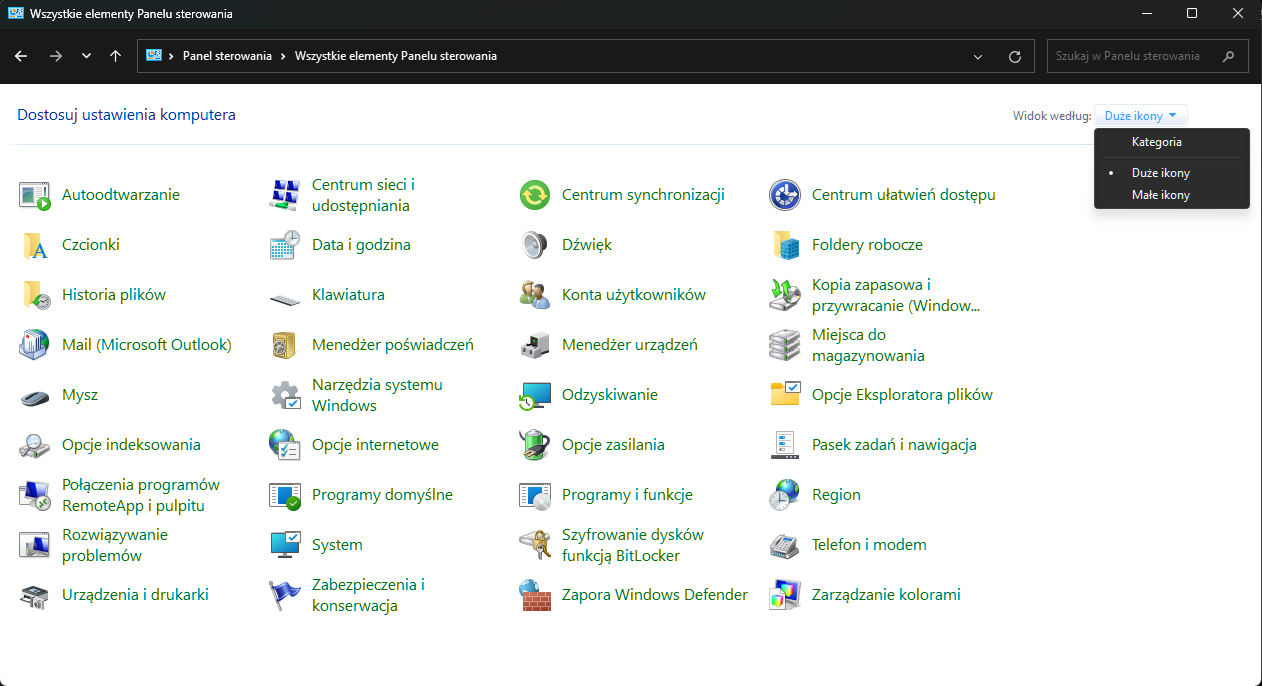 Wszystkie elementy Panelu sterowania
Panel sterowania
Wszystkie elementy Panelu sterowania
Szukaj w Panelu sterowania
Dostosuj ustawienia komputera
Widok według:
Duże ikony
Kategoria
Duże ikony
Małe ikony
Autoodtwarzanie
Centrum sieci i
udostępniania
Centrum synchronizacji
Centrum ułatwień dostępu
Czcionki
Data i godzina
Dźwięk
Foldery robocze
Historia plików
Klawiatura
Konta użytkowników
Kopia zapasowa i
przywracanie (Window...
Mail (Microsoft Outlook)
Menedżer poświadczeń
Menedżer urządzeń
Miejsca do
magazynowania
Mysz
Narzędzia systemu
Windows
Odzyskiwanie
Opcje Eksploratora plików
Opcje indeksowania
Opcje internetowe
Opcje zasilania
Pasek zadań i nawigacja
Połączenia programów
RemoteApp i pulpitu
Programy domyślne
Programy i funkcje
Region
Rozwiązywanie
problemów
System
Szyfrowanie dysków
funkcją BitLocker
Telefon i modem
Urządzenia i drukarki
Zabezpieczenia i
konserwacja
Zapora Windows Defender
Zarządzanie kolorami